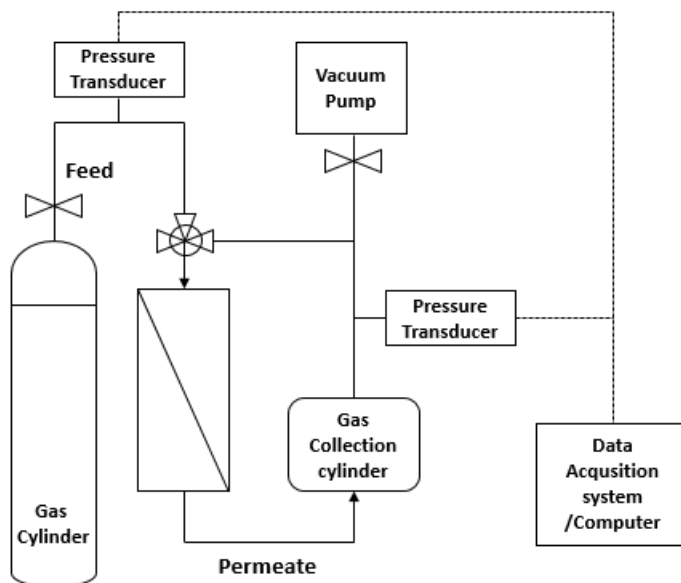 Pressure
Transducer
Vacuum
Pump
Feed
Pressure
Transducer
Gas
Collection
cylinder
Gas
Cylinder
Data
Acqusition
system
/Computer
Permeate